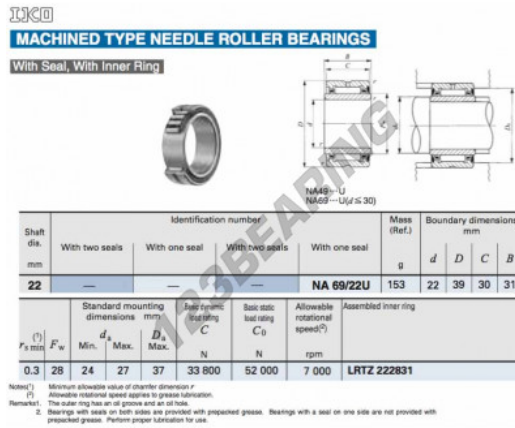 IKO
MACHINED TYPE NEEDLE ROLLER BEARINGS
With Seal, With Inner Ring
B
C
r
r
D
d
Fw
da
Da
NA49···U
NA69···U(d≦30)
123BEARING
Shaft dia. mm
Identification number
Mass (Ref.) g
Boundary dimensions mm
With two seals
With one seal
With two seals
With one seal
d D C B
22 — — — NA 69/22U 153 22 39 30 31
rs min (1)
Fw
Standard mounting dimensions mm
da Min. Max.
Da Max.
Basic dynamic load rating C N
Basic static load rating C0 N
Allowable rotational speed(2) rpm
Assembled inner ring
0.3 28 24 27 37 33 800 52 000 7 000 LRTZ 222831
Notes(1) Minimum allowable value of chamfer dimension r
(2) Allowable rotational speed applies to grease lubrication.
Remarks1. The outer ring has an oil groove and an oil hole.
2. Bearings with seals on both sides are provided with prepacked grease. Bearings with a seal on one side are not provided with
prepacked grease. Perform proper lubrication for use.